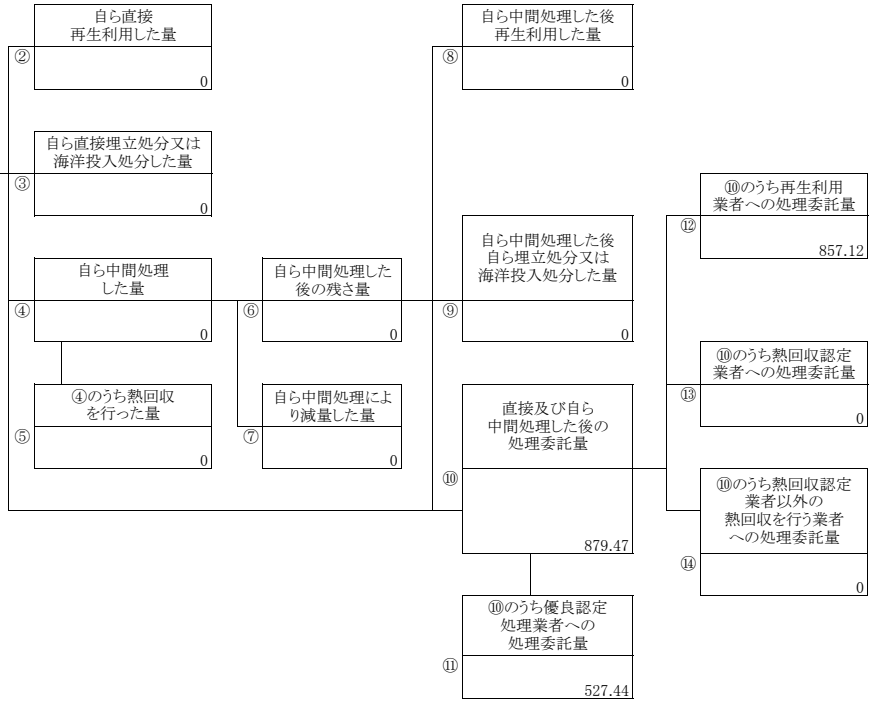 自ら直接
再生利用した量
②
0
自ら直接埋立処分又は
海洋投入処分した量
③
0
自ら中間処理
した量
④
0
④のうち熱回収
を行った量
⑤
0
自ら中間処理した
後の残さ量
⑥
0
自ら中間処理によ
り減量した量
⑦
0
自ら中間処理した後
再生利用した量
⑧
0
自ら中間処理した後
自ら埋立処分又は
海洋投入処分した量
⑨
0
直接及び自ら
中間処理した後の
処理委託量
⑩
879.47
⑩のうち優良認定
処理業者への
処理委託量
⑪
527.44
⑩のうち再生利用
業者への処理委託量
⑫
857.12
⑩のうち熱回収認定
業者への処理委託量
⑬
0
⑩のうち熱回収認定
業者以外の
熱回収を行う業者
への処理委託量
⑭
0